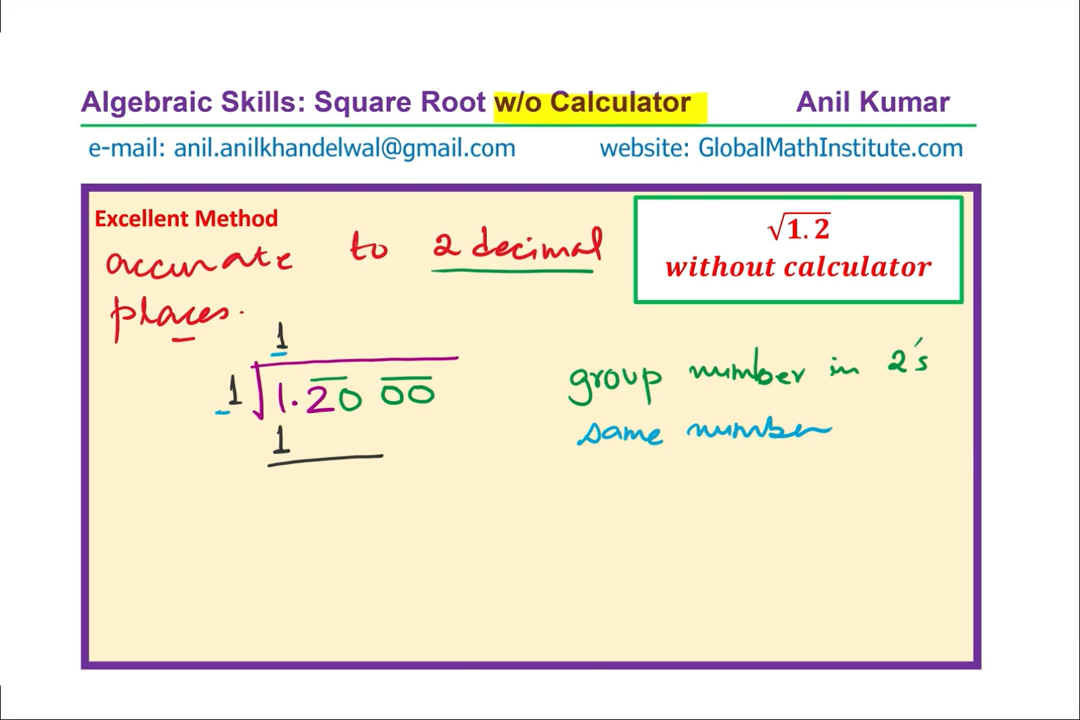 Algebraic Skills: Square Root w/o Calculator Anil Kumar
e-mail: anil.anilkhandelwal@gmail.com website: GlobalMathInstitute.com
Excellent Method
√1.2
without calculator
accurate to 2 decimal
places.
1
1 √1.20 00
1
group number in 2's
same number